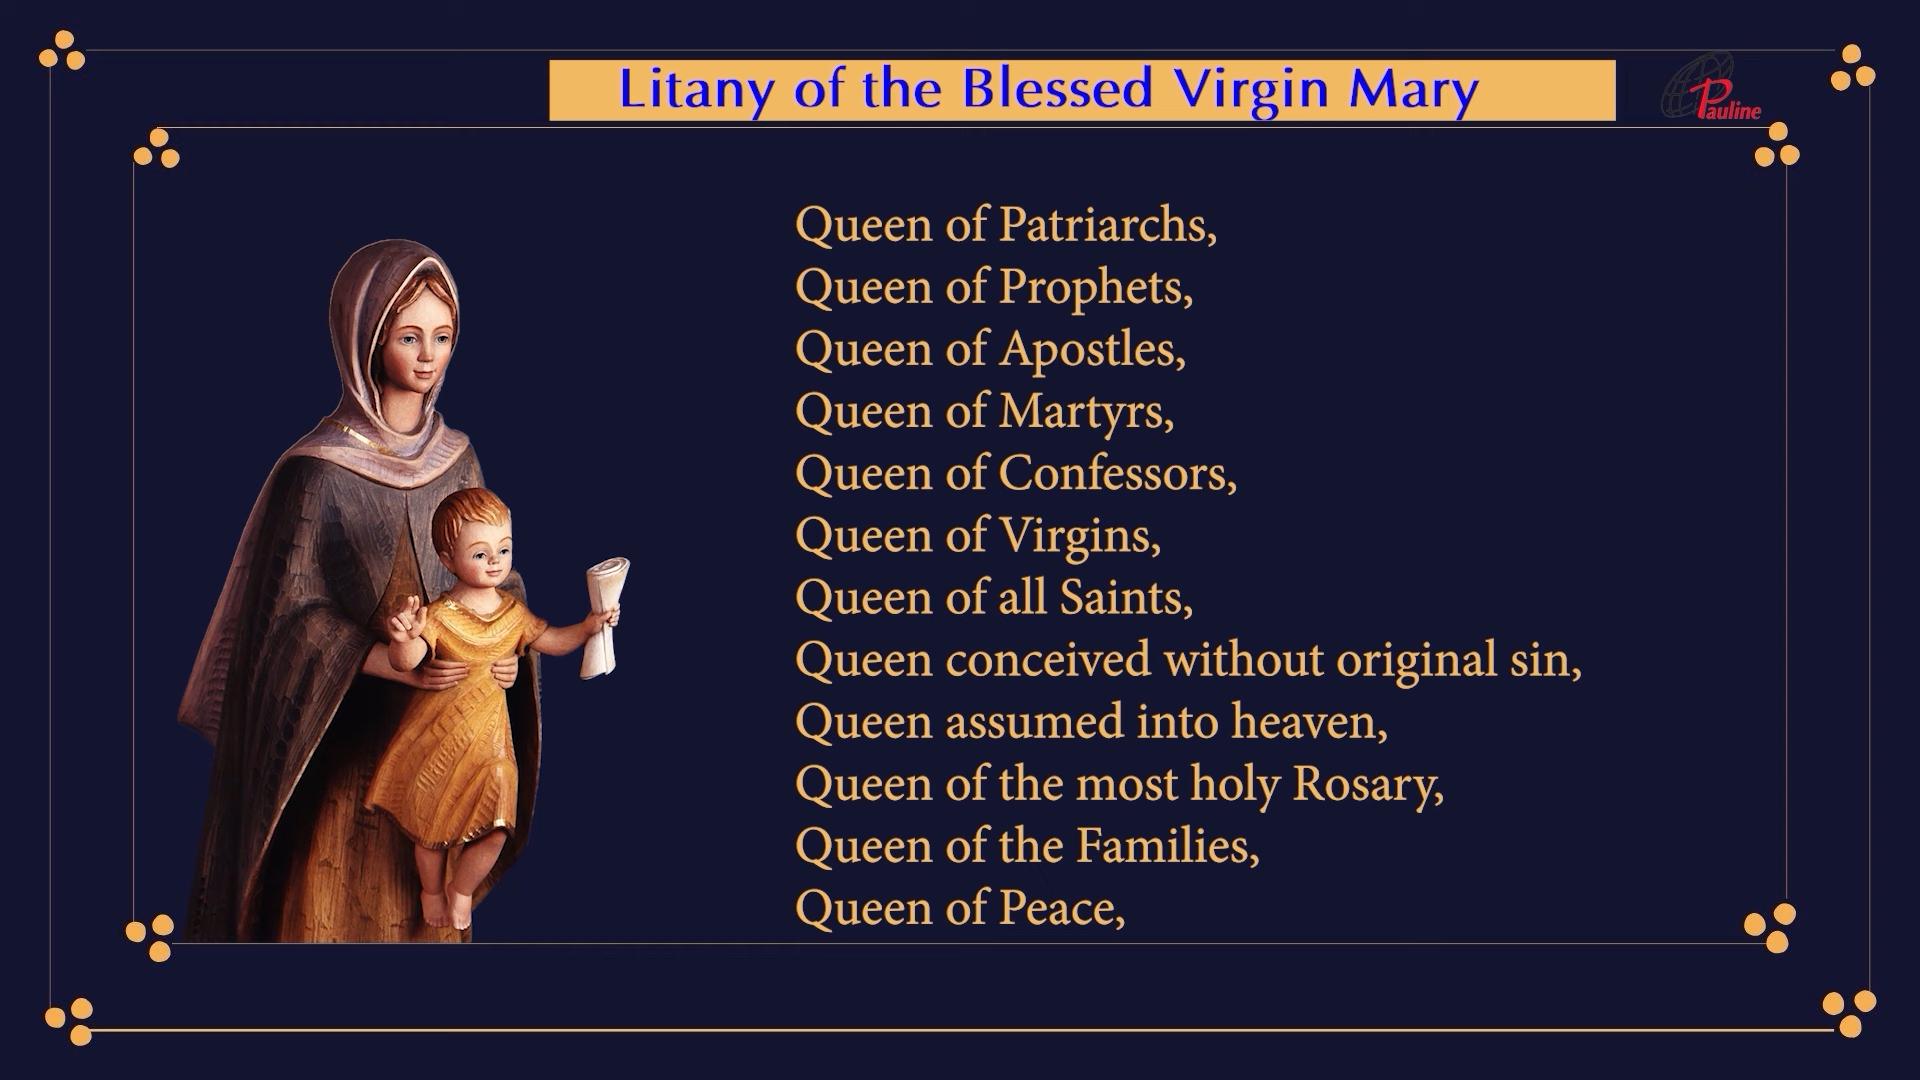 Litany of the Blessed Virgin Mary
Pauline
Queen of Patriarchs,
Queen of Prophets,
Queen of Apostles,
Queen of Martyrs,
Queen of Confessors,
Queen of Virgins,
Queen of all Saints,
Queen conceived without original sin,
Queen assumed into heaven,
Queen of the most holy Rosary,
Queen of the Families,
Queen of Peace,